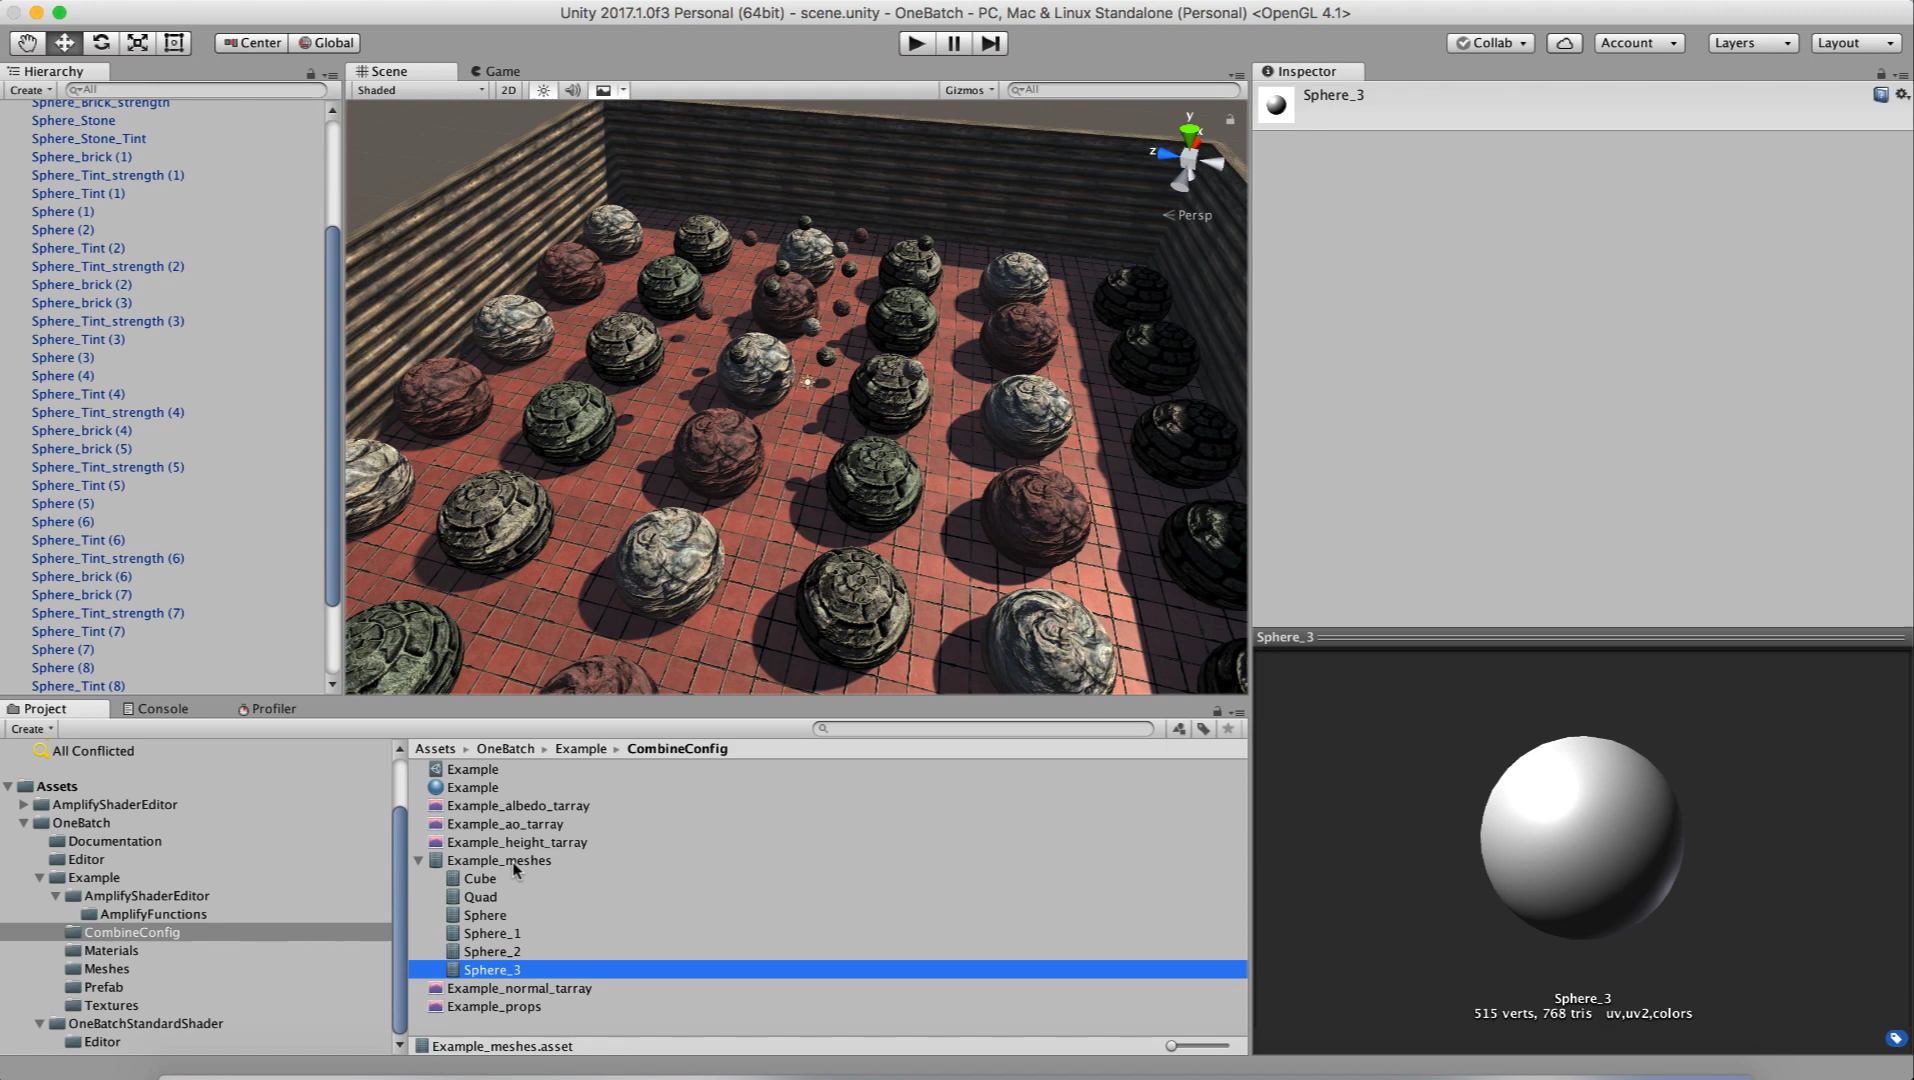 Unity 2017.1.0f3 Personal (64bit) - scene.unity - OneBatch - PC, Mac & Linux Standalone (Personal) <OpenGL 4.1>
Center Global Collab Account Layers Layout
Hierarchy
Create All
Sphere_Brick_strength
Sphere_Stone
Sphere_Stone_Tint
Sphere_brick (1)
Sphere_Tint_strength (1)
Sphere_Tint (1)
Sphere (1)
Sphere (2)
Sphere_Tint (2)
Sphere_Tint_strength (2)
Sphere_brick (2)
Sphere_brick (3)
Sphere_Tint_strength (3)
Sphere_Tint (3)
Sphere (3)
Sphere (4)
Sphere_Tint (4)
Sphere_Tint_strength (4)
Sphere_brick (4)
Sphere_brick (5)
Sphere_Tint_strength (5)
Sphere_Tint (5)
Sphere (5)
Sphere (6)
Sphere_Tint (6)
Sphere_Tint_strength (6)
Sphere_brick (6)
Sphere_brick (7)
Sphere_Tint_strength (7)
Sphere_Tint (7)
Sphere (7)
Sphere (8)
Sphere_Tint (8)
Scene Game
Shaded 2D Gizmos All
y
x
z
Persp
Inspector
Sphere_3
Project Console Profiler
Create
All Conflicted
Assets
AmplifyShaderEditor
OneBatch
Documentation
Editor
Example
AmplifyShaderEditor
AmplifyFunctions
CombineConfig
Materials
Meshes
Prefab
Textures
OneBatchStandardShader
Editor
Assets OneBatch Example CombineConfig
Example
Example
Example_albedo_tarray
Example_ao_tarray
Example_height_tarray
Example_meshes
Cube
Quad
Sphere
Sphere_1
Sphere_2
Sphere_3
Example_normal_tarray
Example_props
Example_meshes.asset
Sphere_3
Sphere_3
515 verts, 768 tris uv,uv2,colors